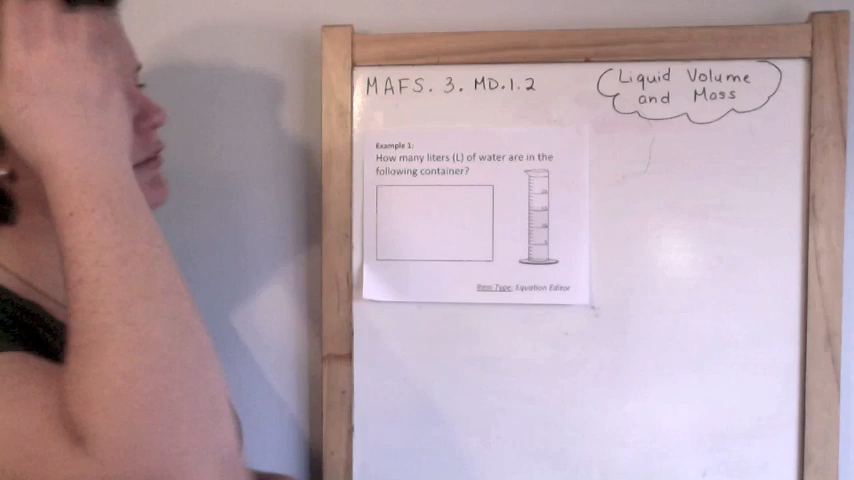 MAFS. 3. MD.1.2
Liquid Volume
and Mass
Example 1:
How many liters (L) of water are in the
following container?
Item Type: Equation Editor